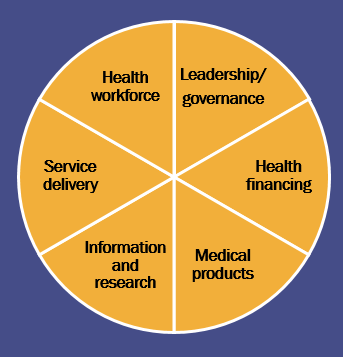 Health
workforce
Leadership/
governance
Service
delivery
Health
financing
Information
and
research
Medical
products